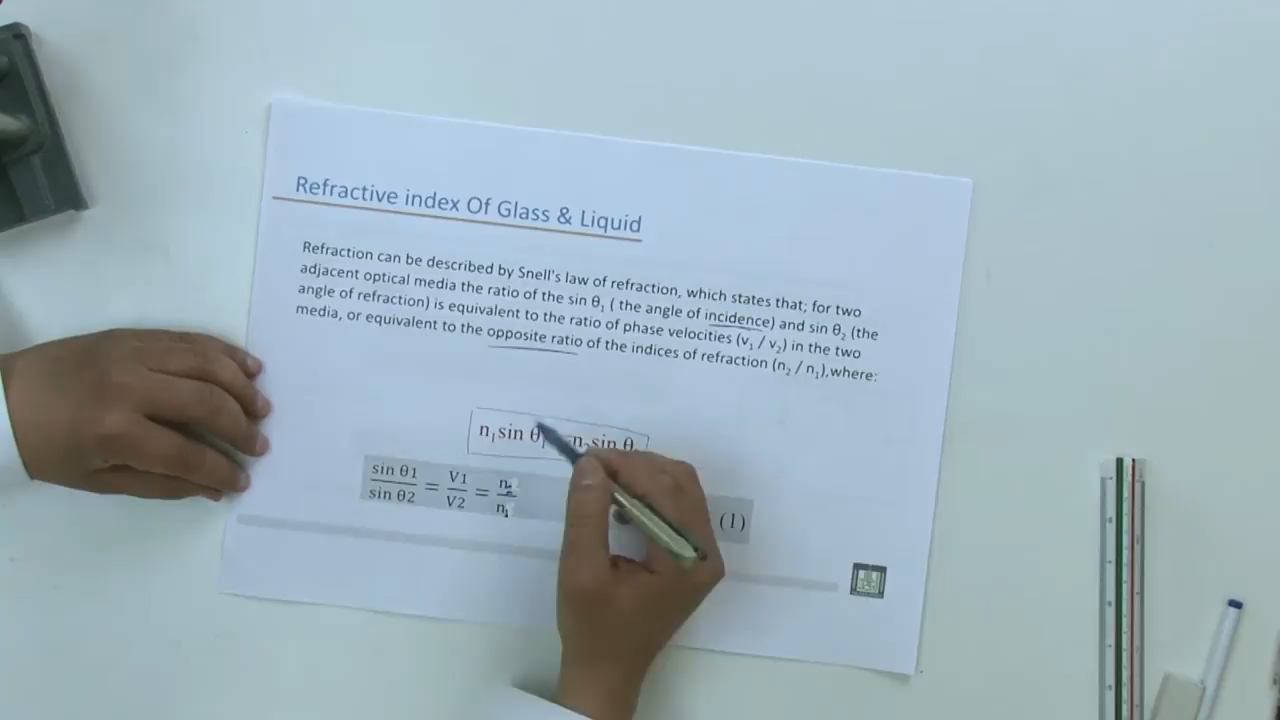 Refractive index Of Glass & Liquid
Refraction can be described by Snell's law of refraction, which states that; for two
adjacent optical media the ratio of the sin θ₁ ( the angle of incidence) and sin θ₂ (the
angle of refraction) is equivalent to the ratio of phase velocities (v₁ / v₂) in the two
media, or equivalent to the opposite ratio of the indices of refraction (n₂ / n₁),where:
n₁sin θ₁ n₂sin θ
sin θ1 / sin θ2 = V1 / V2 = n₂ / n₁ (1)